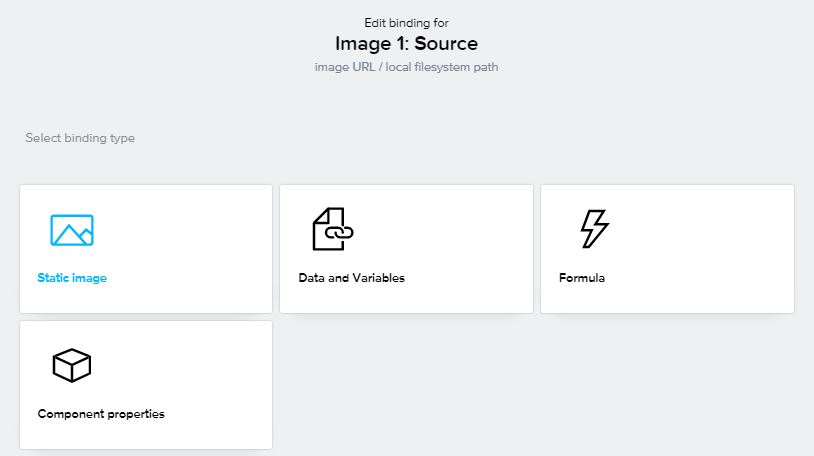 Edit binding for
Image 1: Source
image URL / local filesystem path
Select binding type
Static image
Data and Variables
Formula
Component properties